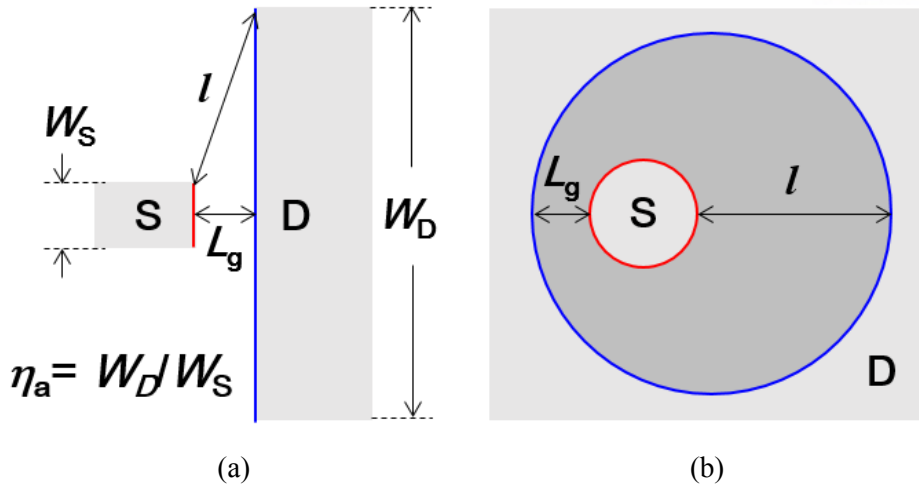 l
W_S
S
L_g
D
W_D
η_a= W_D/W_S
(a)
L_g
S
l
D
(b)